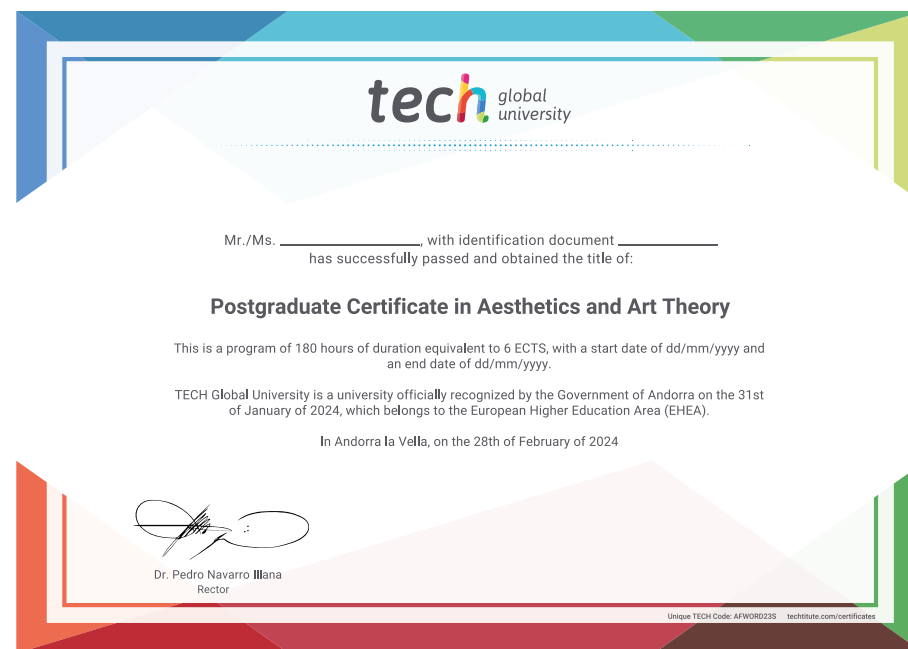 tech global university
Mr./Ms. ____________________, with identification document ______________
has successfully passed and obtained the title of:
Postgraduate Certificate in Aesthetics and Art Theory
This is a program of 180 hours of duration equivalent to 6 ECTS, with a start date of dd/mm/yyyy and
an end date of dd/mm/yyyy.
TECH Global University is a university officially recognized by the Government of Andorra on the 31st
of January of 2024, which belongs to the European Higher Education Area (EHEA).
In Andorra la Vella, on the 28th of February of 2024
Dr. Pedro Navarro Illana
Rector
Unique TECH Code: AFWORD23S techtitute.com/certificates